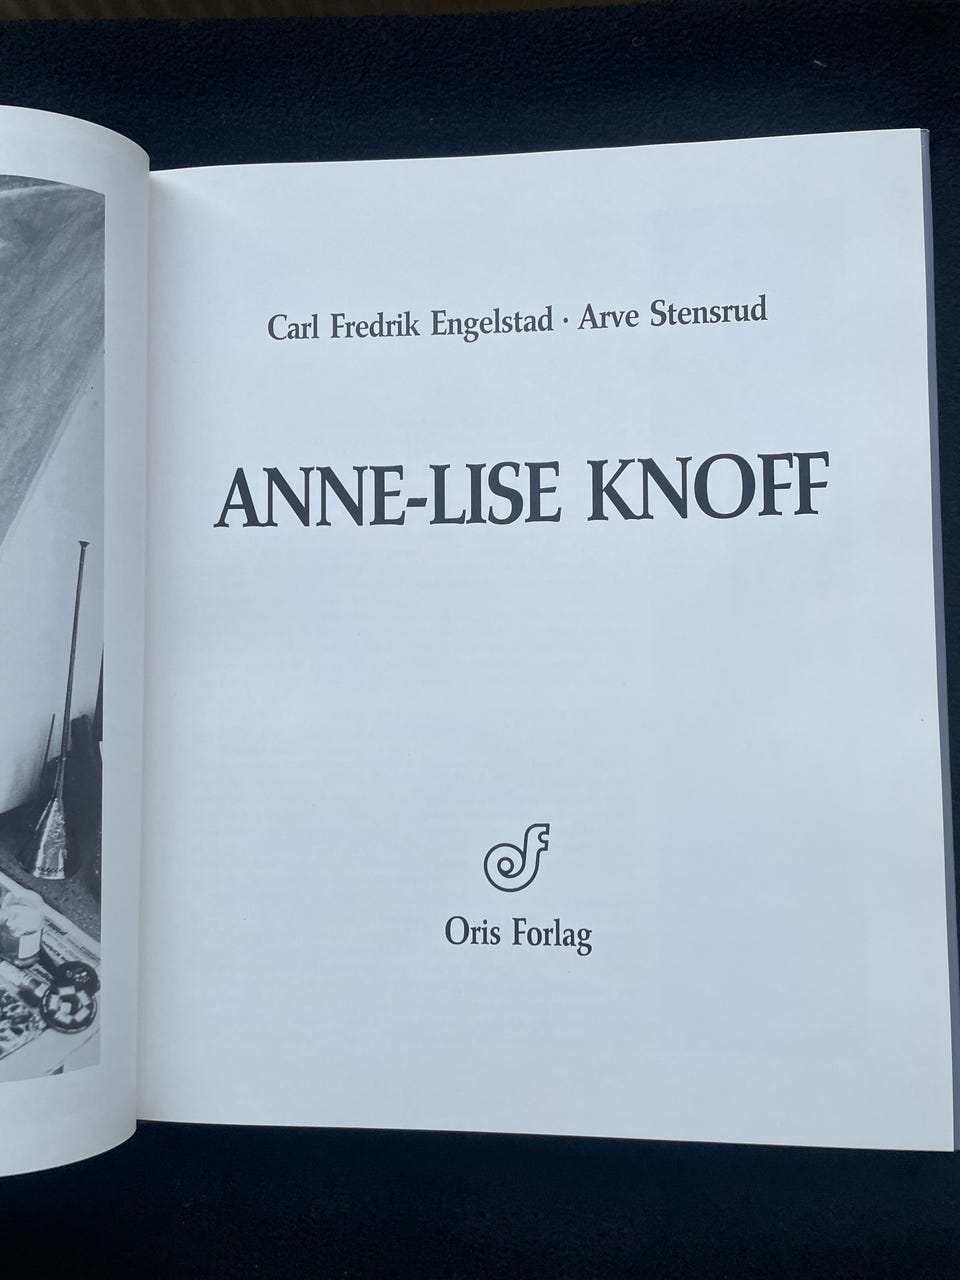 Carl Fredrik Engelstad · Arve Stensrud
ANNE-LISE KNOFF
Oris Forlag